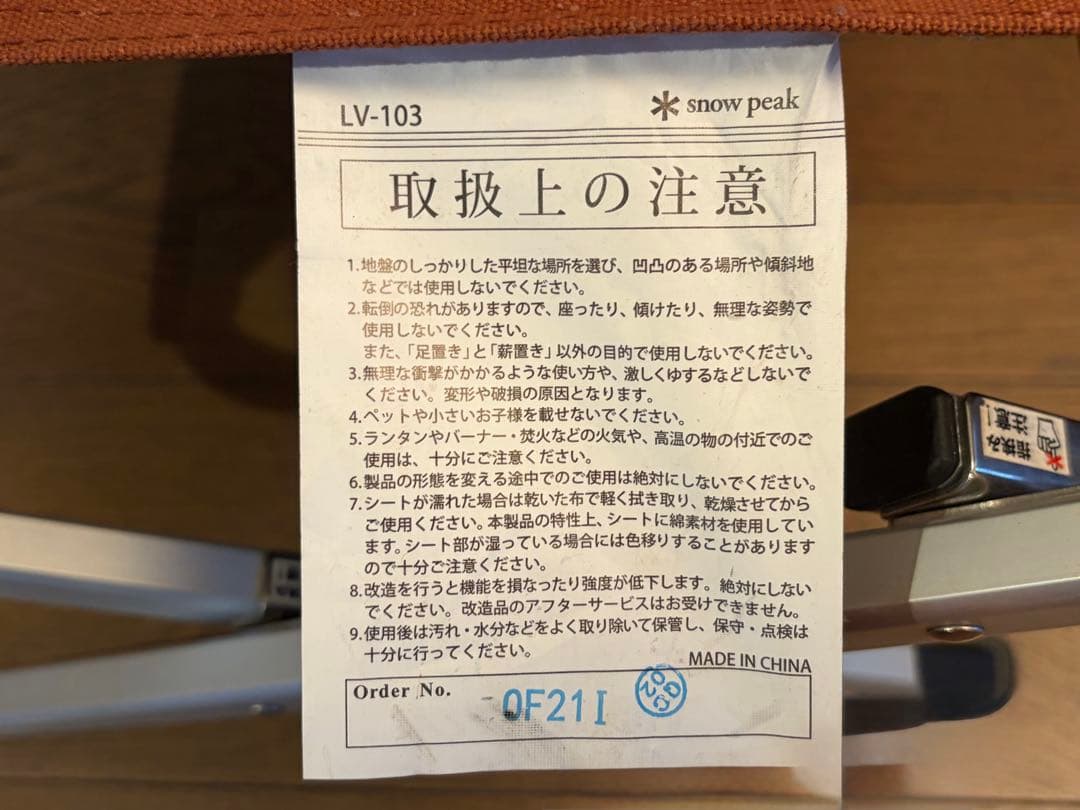 LV-103
snow peak
取扱上の注意
1.地盤のしっかりした平坦な場所を選び、凹凸のある場所や傾斜地
などでは使用しないでください。
2.転倒の恐れがありますので、座ったり、傾けたり、無理な姿勢で
使用しないでください。
また、「足置き」と「薪置き」以外の目的で使用しないでください。
3.無理な衝撃がかかるような使い方や、激しくゆするなどしないで
ください。変形や破損の原因となります。
4.ペットや小さいお子様を載せないでください。
5.ランタンやバーナー・焚火などの火気や、高温の物の付近でのご
使用は、十分にご注意ください。
6.製品の形態を変える途中でのご使用は絶対にしないでください。
7.シートが濡れた場合は乾いた布で軽く拭き取り、乾燥させてから
ご使用ください。本製品の特性上、シートに綿素材を使用してい
ます。シート部が湿っている場合には色移りすることがあります
ので十分ご注意ください。
8.改造を行うと機能を損なったり強度が低下します。絶対にしない
でください。改造品のアフターサービスはお受けできません。
9.使用後は汚れ・水分などをよく取り除いて保管し、保守・点検は
十分に行ってください。
MADE IN CHINA
Order No.
0F21I
指挟み
注意